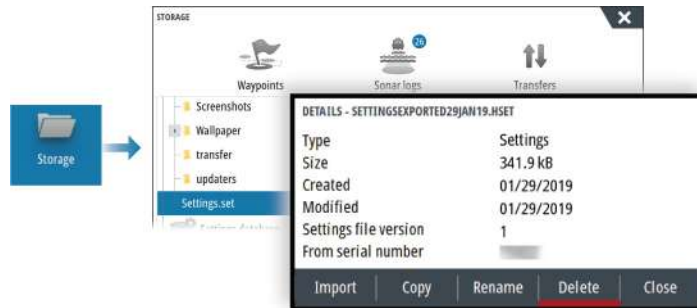 STORAGE
26
Waypoints
Sonar logs
Transfers
Storage
Screenshots
Wallpaper
transfer
updaters
Settings.set
Settings database
DETAILS - SETTINGSEXPORTED29JAN19.HSET
Type Settings
Size 341.9 kB
Created 01/29/2019
Modified 01/29/2019
Settings file version 1
From serial number
Import Copy Rename Delete Close